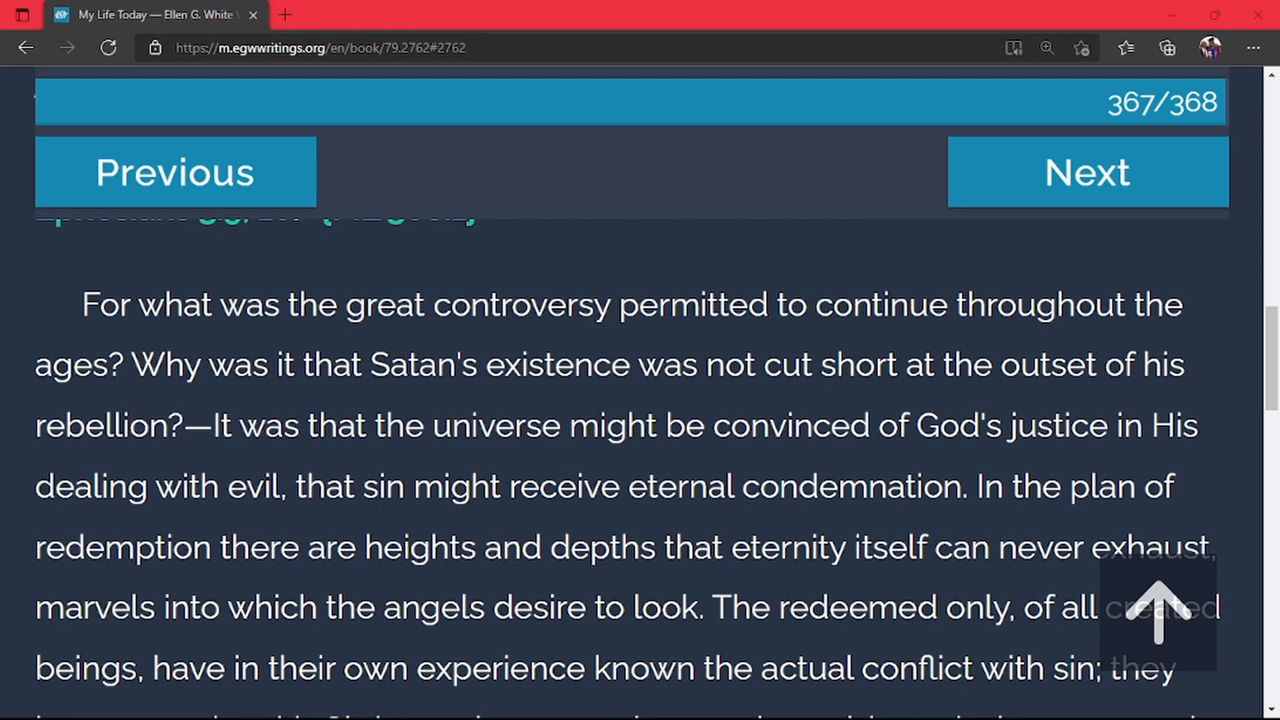 My Life Today — Ellen G. White
https://m.egwwritings.org/en/book/79.2762#2762
367/368
Previous
Next
For what was the great controversy permitted to continue throughout the
ages? Why was it that Satan's existence was not cut short at the outset of his
rebellion?—It was that the universe might be convinced of God's justice in His
dealing with evil, that sin might receive eternal condemnation. In the plan of
redemption there are heights and depths that eternity itself can never exhaust,
marvels into which the angels desire to look. The redeemed only, of all created
beings, have in their own experience known the actual conflict with sin; they